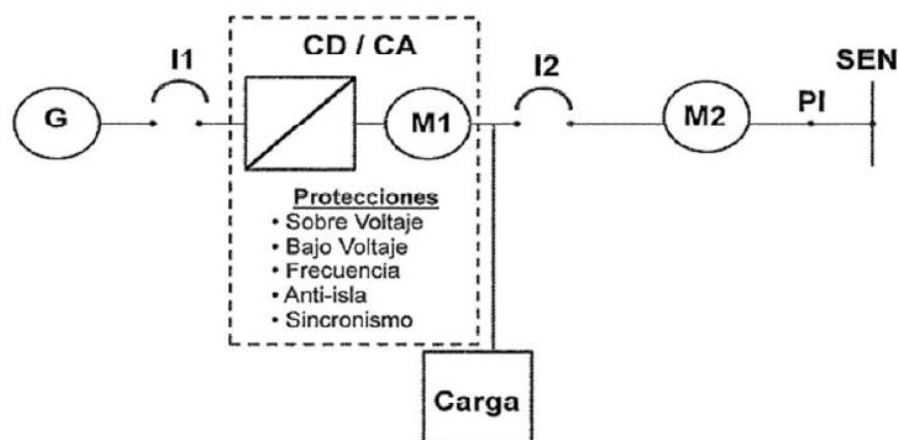 CD / CA
I1
I2
SEN
G
M1
M2
PI
Protecciones
• Sobre Voltaje
• Bajo Voltaje
• Frecuencia
• Anti-isla
• Sincronismo
Carga